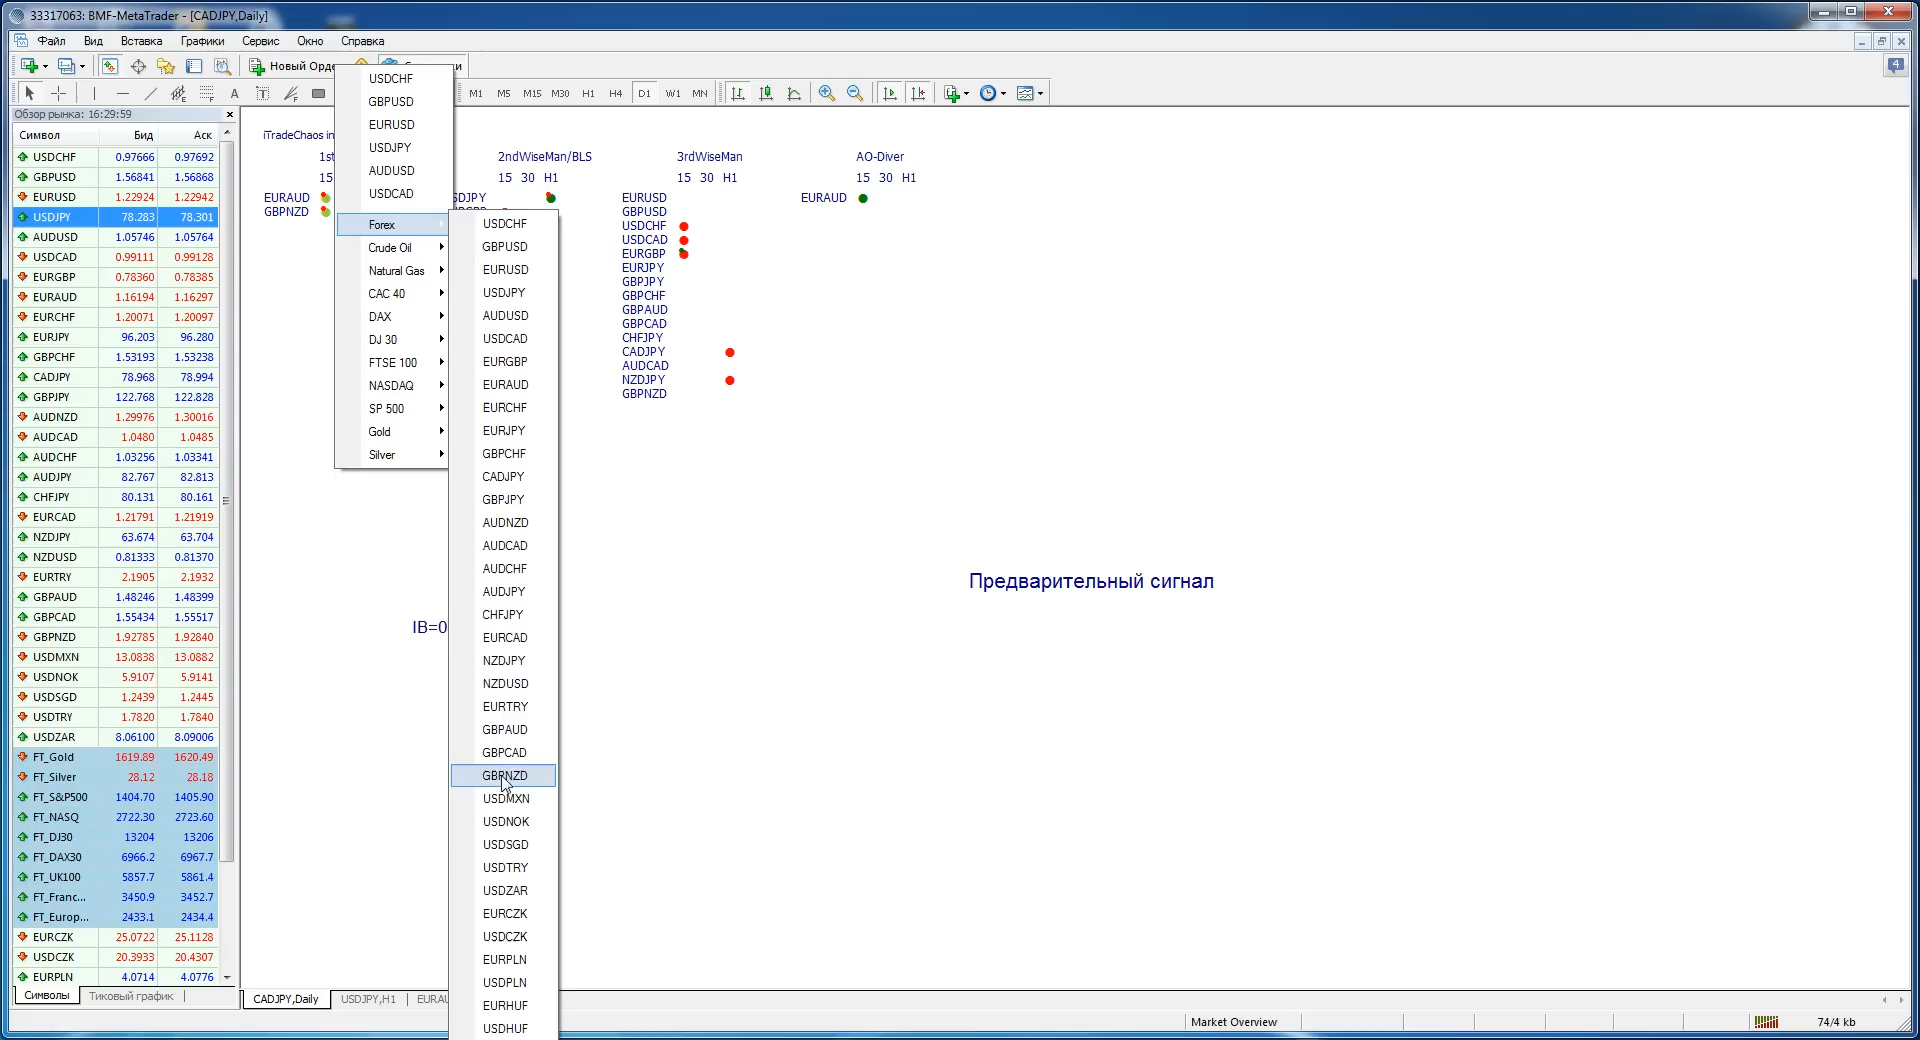 33317063: BMF-MetaTrader - [CADJPY,Daily]
Файл Вид Вставка Графики Сервис Окно Справка
Новый Орде
4
A T M1 M5 M15 M30 H1 H4 D1 W1 MN
Обзор рынка: 16:29:59
Символ Бид Аск
USDCHF 0.97666 0.97692
GBPUSD 1.56841 1.56868
EURUSD 1.22924 1.22942
USDJPY 78.283 78.301
AUDUSD 1.05746 1.05764
USDCAD 0.99111 0.99128
EURGBP 0.78360 0.78385
EURAUD 1.16194 1.16297
EURCHF 1.20071 1.20097
EURJPY 96.203 96.280
GBPCHF 1.53193 1.53238
CADJPY 78.968 78.994
GBPJPY 122.768 122.828
AUDNZD 1.29976 1.30016
AUDCAD 1.0480 1.0485
AUDCHF 1.03256 1.03341
AUDJPY 82.767 82.813
CHFJPY 80.131 80.161
EURCAD 1.21791 1.21919
NZDJPY 63.674 63.704
NZDUSD 0.81333 0.81370
EURTRY 2.1905 2.1932
GBPAUD 1.48246 1.48399
GBPCAD 1.55434 1.55517
GBPNZD 1.92785 1.92840
USDMXN 13.0838 13.0882
USDNOK 5.9107 5.9141
USDSGD 1.2439 1.2445
USDTRY 1.7820 1.7840
USDZAR 8.06100 8.09006
FT_Gold 1619.89 1620.49
FT_Silver 28.12 28.18
FT_S&P500 1404.70 1405.90
FT_NASQ 2722.30 2723.60
FT_DJ30 13204 13206
FT_DAX30 6966.2 6967.7
FT_UK100 5857.7 5861.4
FT_Franc... 3450.9 3452.7
FT_Europ... 2433.1 2434.4
EURCZK 25.0722 25.1128
USDCZK 20.3933 20.4307
EURPLN 4.0714 4.0776
Символы Тиковый график
USDCHF
GBPUSD
EURUSD
USDJPY
AUDUSD
USDCAD
Forex
Crude Oil
Natural Gas
CAC 40
DAX
DJ 30
FTSE 100
NASDAQ
SP 500
Gold
Silver
USDCHF
GBPUSD
EURUSD
USDJPY
AUDUSD
USDCAD
EURGBP
EURAUD
EURCHF
EURJPY
GBPCHF
CADJPY
GBPJPY
AUDNZD
AUDCAD
AUDCHF
AUDJPY
CHFJPY
EURCAD
NZDJPY
NZDUSD
EURTRY
GBPAUD
GBPCAD
GBPNZD
USDMXN
USDNOK
USDSGD
USDTRY
USDZAR
EURCZK
USDCZK
EURPLN
USDPLN
EURHUF
USDHUF
iTradeChaos in
1st 2ndWiseMan/BLS 3rdWiseMan AO-Diver
15 15 30 H1 15 30 H1 15 30 H1
EURAUD SDJPY EURUSD EURAUD
GBPNZD GBPUSD
USDCHF
USDCAD
EURGBP
EURJPY
GBPJPY
GBPCHF
GBPAUD
GBPCAD
CHFJPY
CADJPY
AUDCAD
NZDJPY
GBPNZD
Предварительный сигнал
IB=0
CADJPY,Daily USDJPY,H1 EURAU
Market Overview 74/4 kb